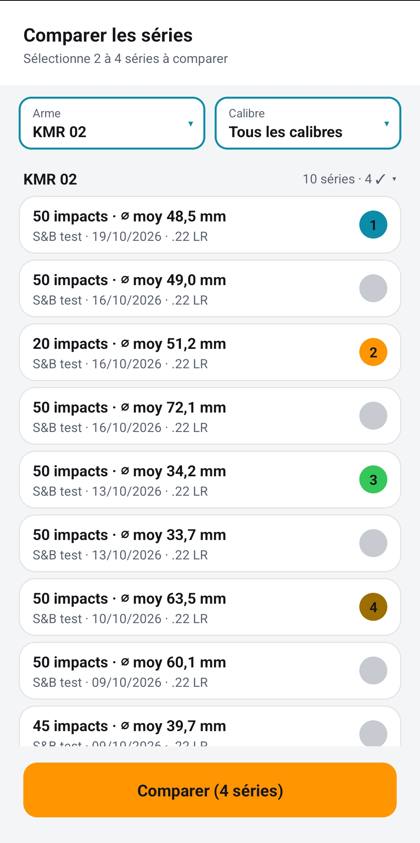 Comparer les séries
Sélectionne 2 à 4 séries à comparer
Arme
KMR 02
▾
Calibre
Tous les calibres
▾
KMR 02
10 séries · 4 ✓ ▾
50 impacts · ⌀ moy 48,5 mm
S&B test · 19/10/2026 · .22 LR
1
50 impacts · ⌀ moy 49,0 mm
S&B test · 16/10/2026 · .22 LR
20 impacts · ⌀ moy 51,2 mm
S&B test · 16/10/2026 · .22 LR
2
50 impacts · ⌀ moy 72,1 mm
S&B test · 16/10/2026 · .22 LR
50 impacts · ⌀ moy 34,2 mm
S&B test · 13/10/2026 · .22 LR
3
50 impacts · ⌀ moy 33,7 mm
S&B test · 13/10/2026 · .22 LR
50 impacts · ⌀ moy 63,5 mm
S&B test · 10/10/2026 · .22 LR
4
50 impacts · ⌀ moy 60,1 mm
S&B test · 09/10/2026 · .22 LR
45 impacts · ⌀ moy 39,7 mm
S&B test · 09/10/2026 · .22 LR
Comparer (4 séries)